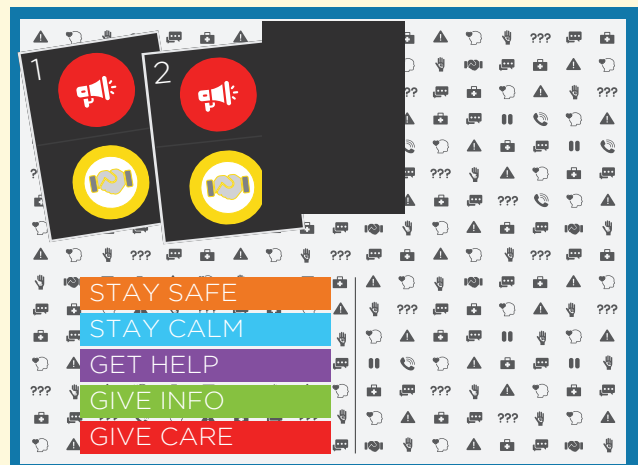 1
2
STAY SAFE
STAY CALM
GET HELP
GIVE INFO
GIVE CARE